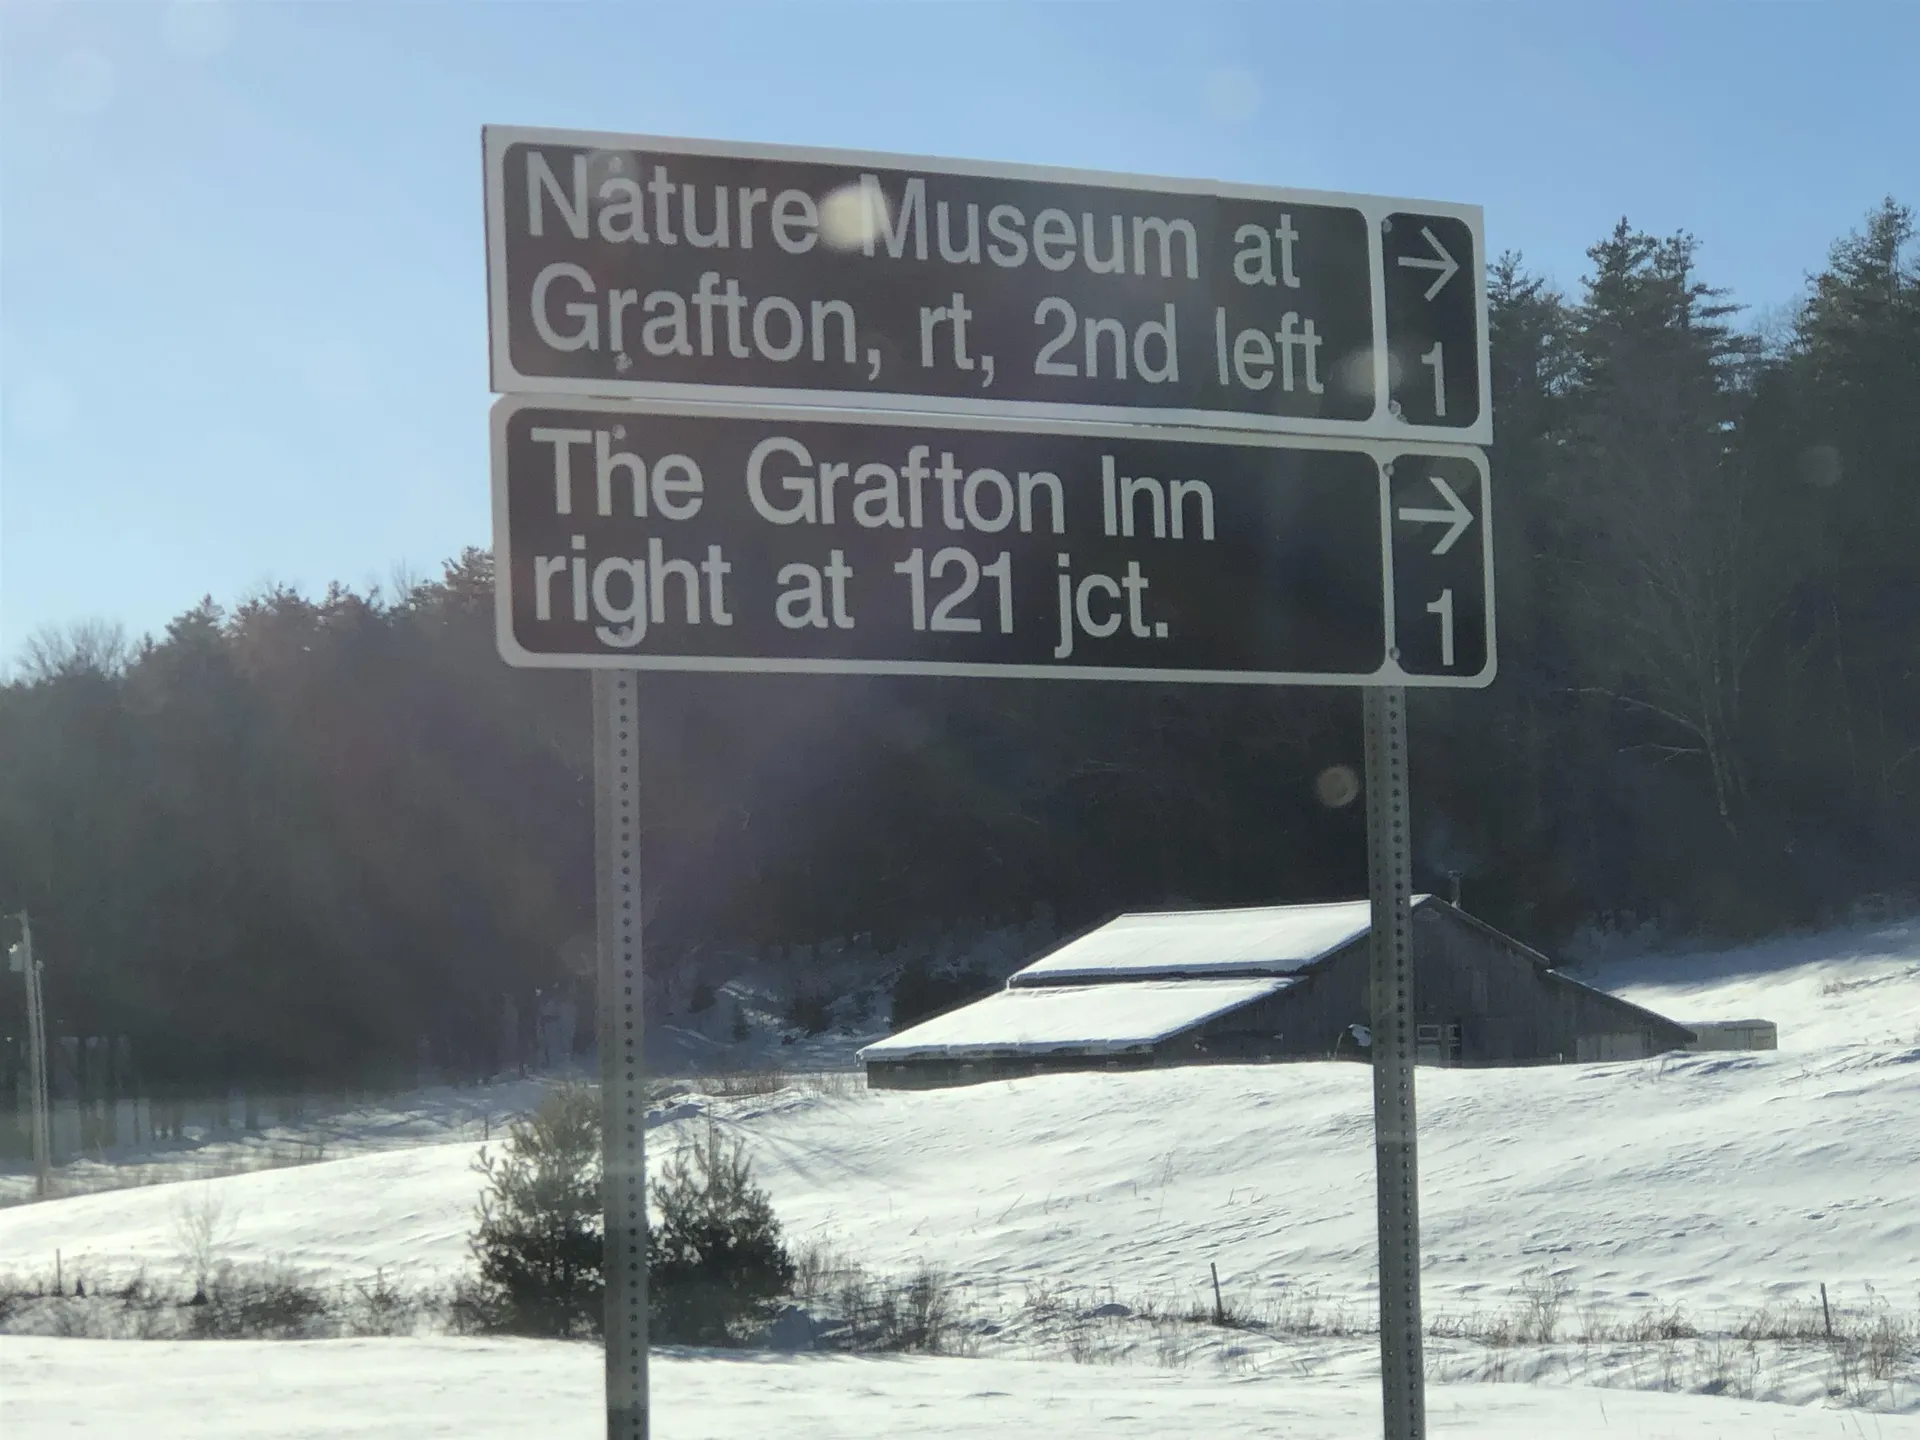 Nature Museum at →
Grafton, rt, 2nd left 1
The Grafton Inn →
right at 121 jct. 1